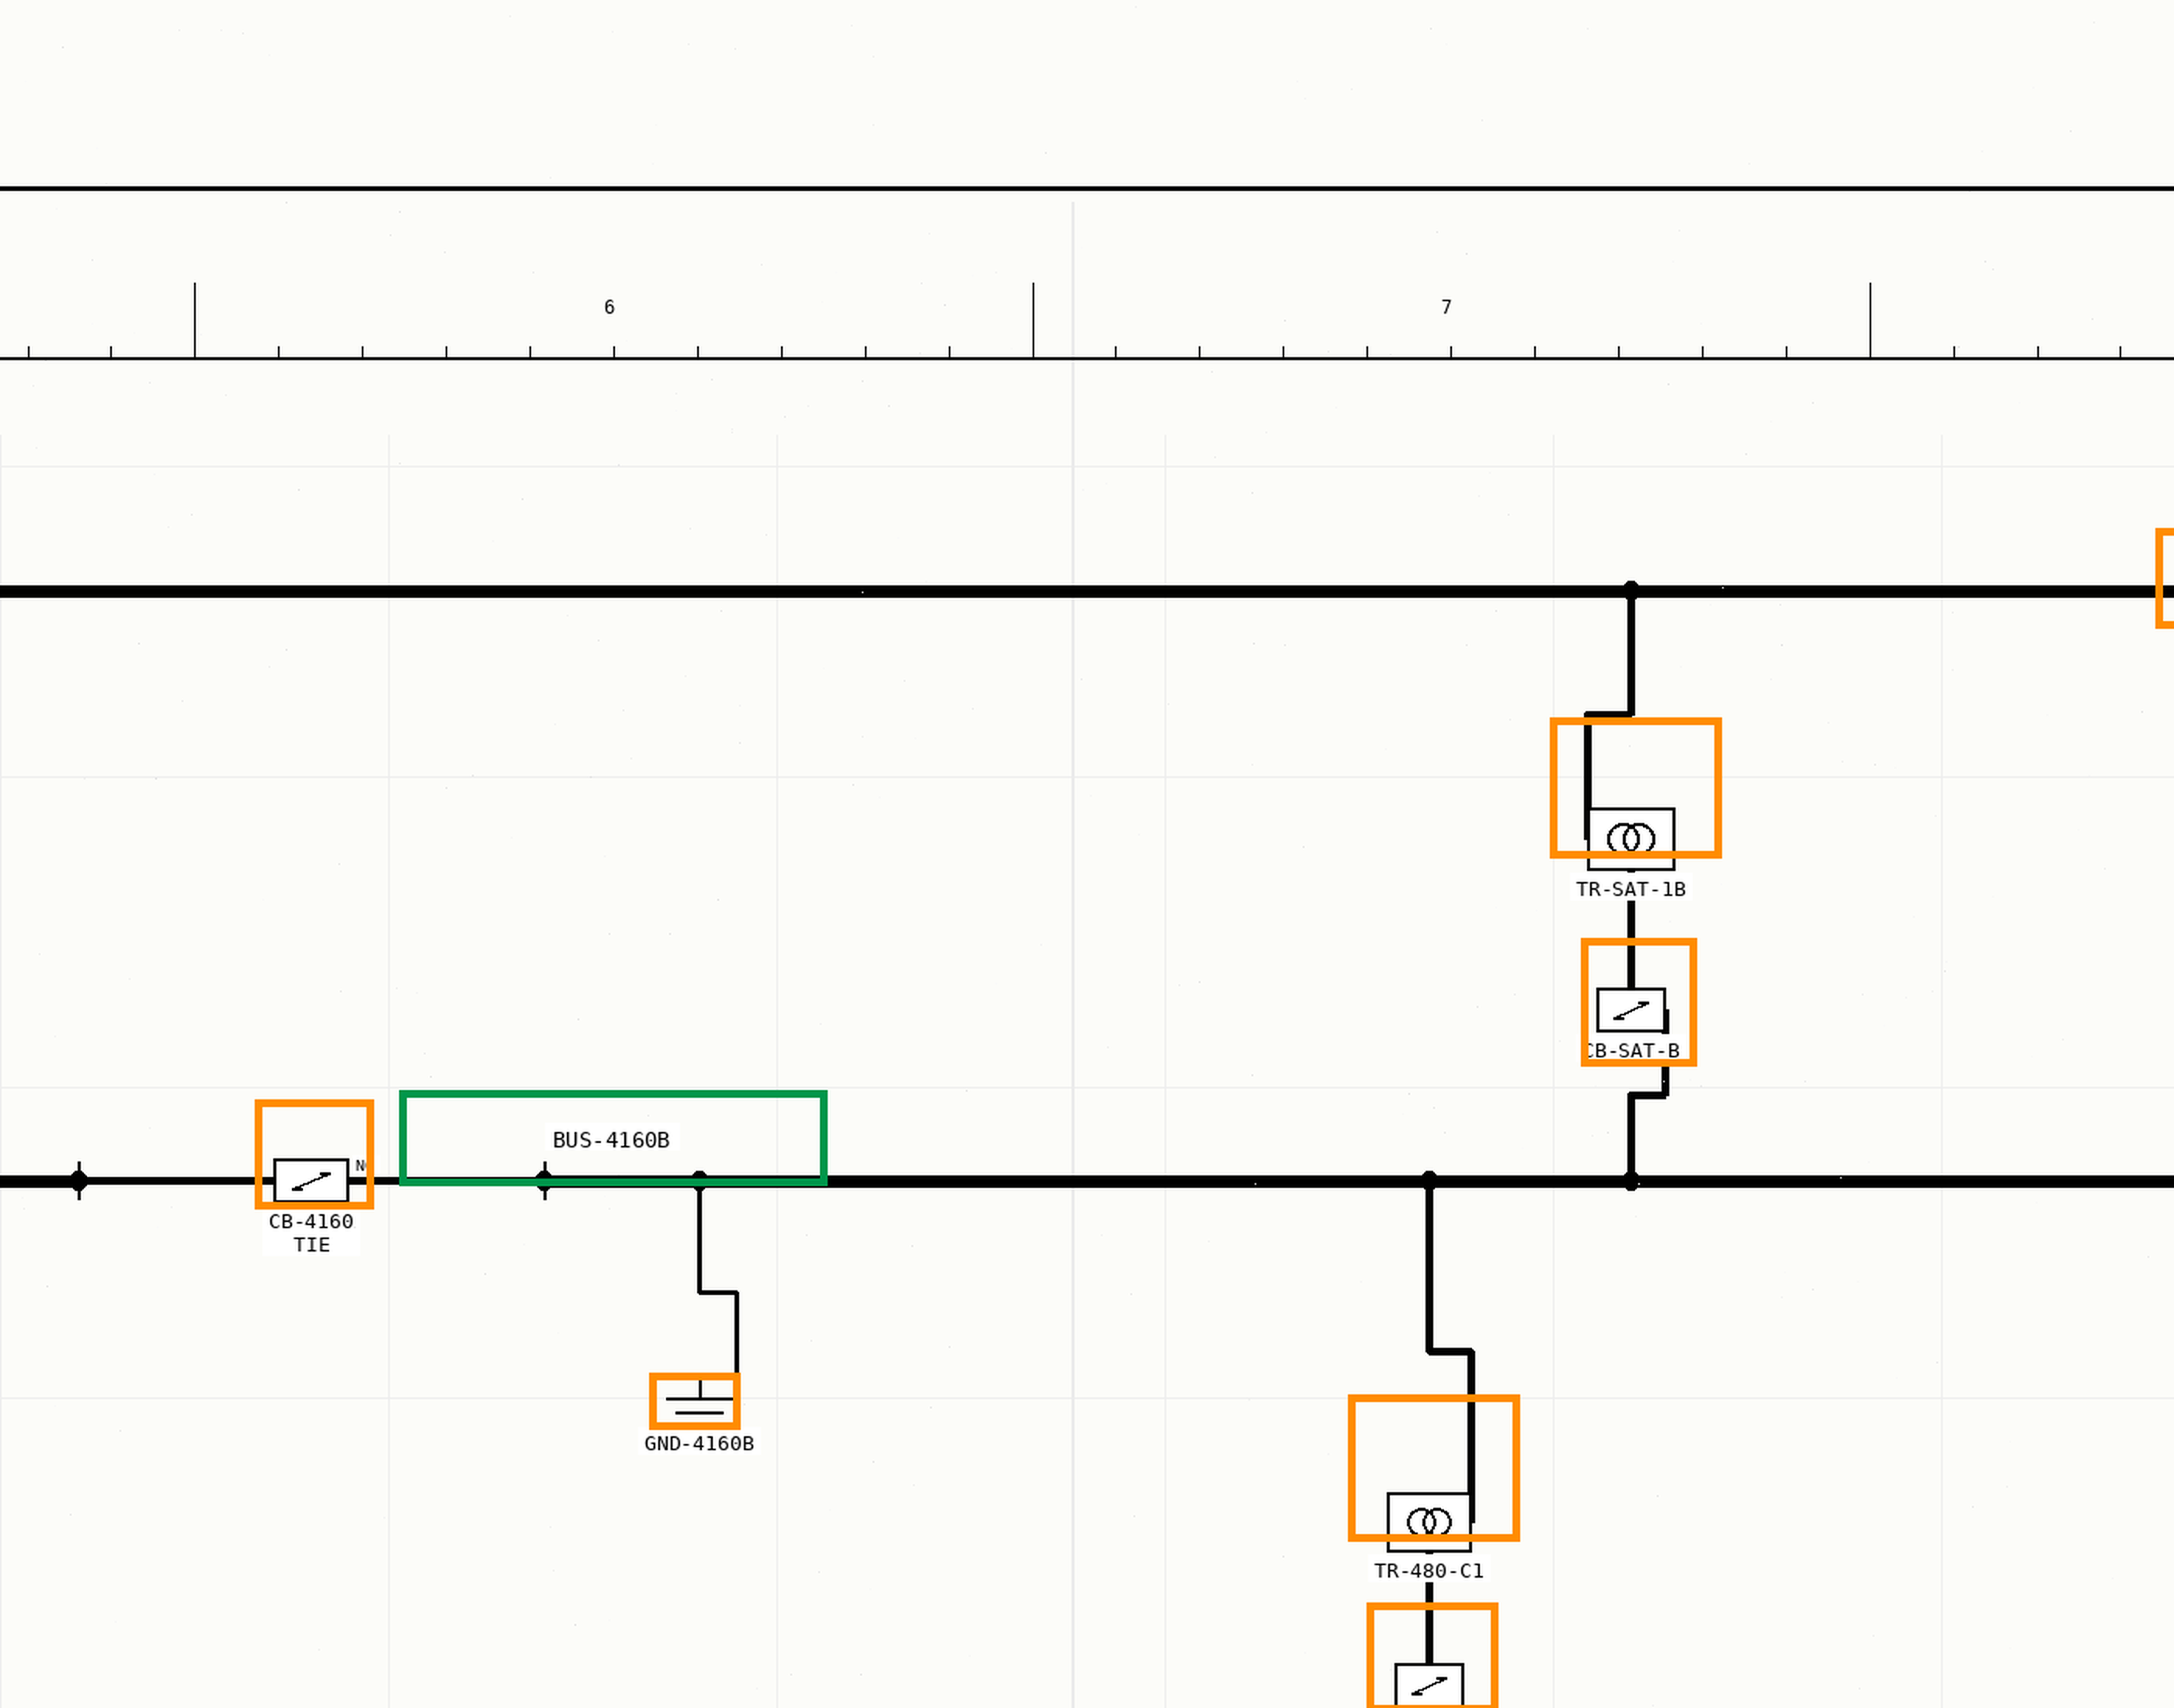 6
7
TR-SAT-1B
CB-SAT-B
BUS-4160B
CB-4160
TIE
GND-4160B
TR-480-C1